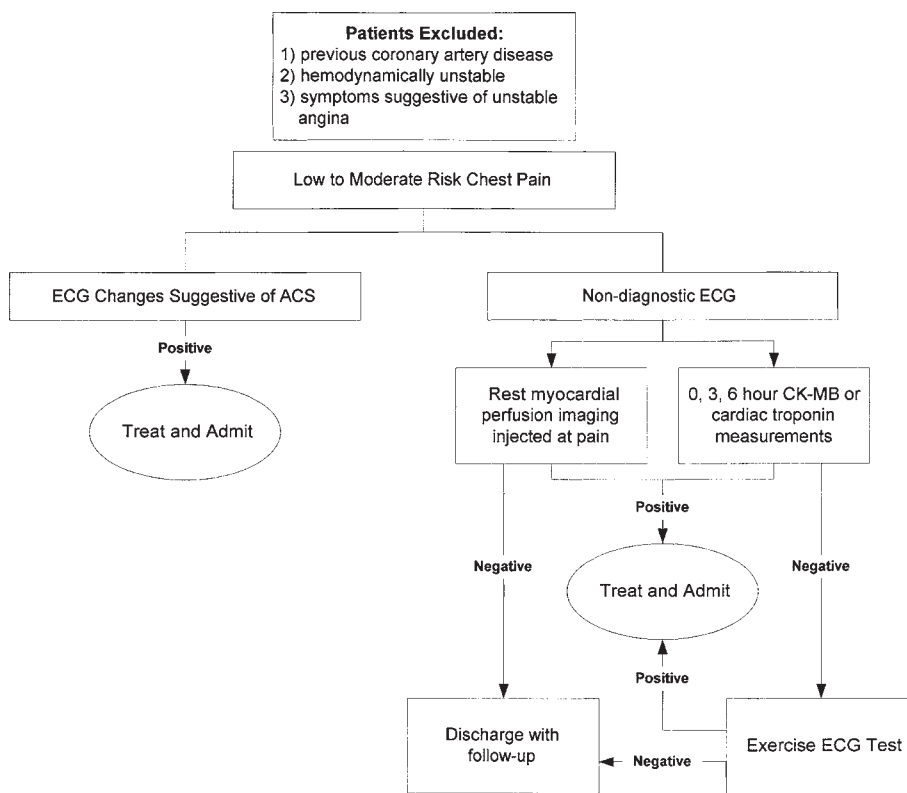 Patients Excluded:
1) previous coronary artery disease
2) hemodynamically unstable
3) symptoms suggestive of unstable
angina
Low to Moderate Risk Chest Pain
ECG Changes Suggestive of ACS
Non-diagnostic ECG
Positive
Treat and Admit
Rest myocardial
perfusion imaging
injected at pain
0, 3, 6 hour CK-MB or
cardiac troponin
measurements
Positive
Negative
Treat and Admit
Negative
Positive
Discharge with
follow-up
Negative
Exercise ECG Test